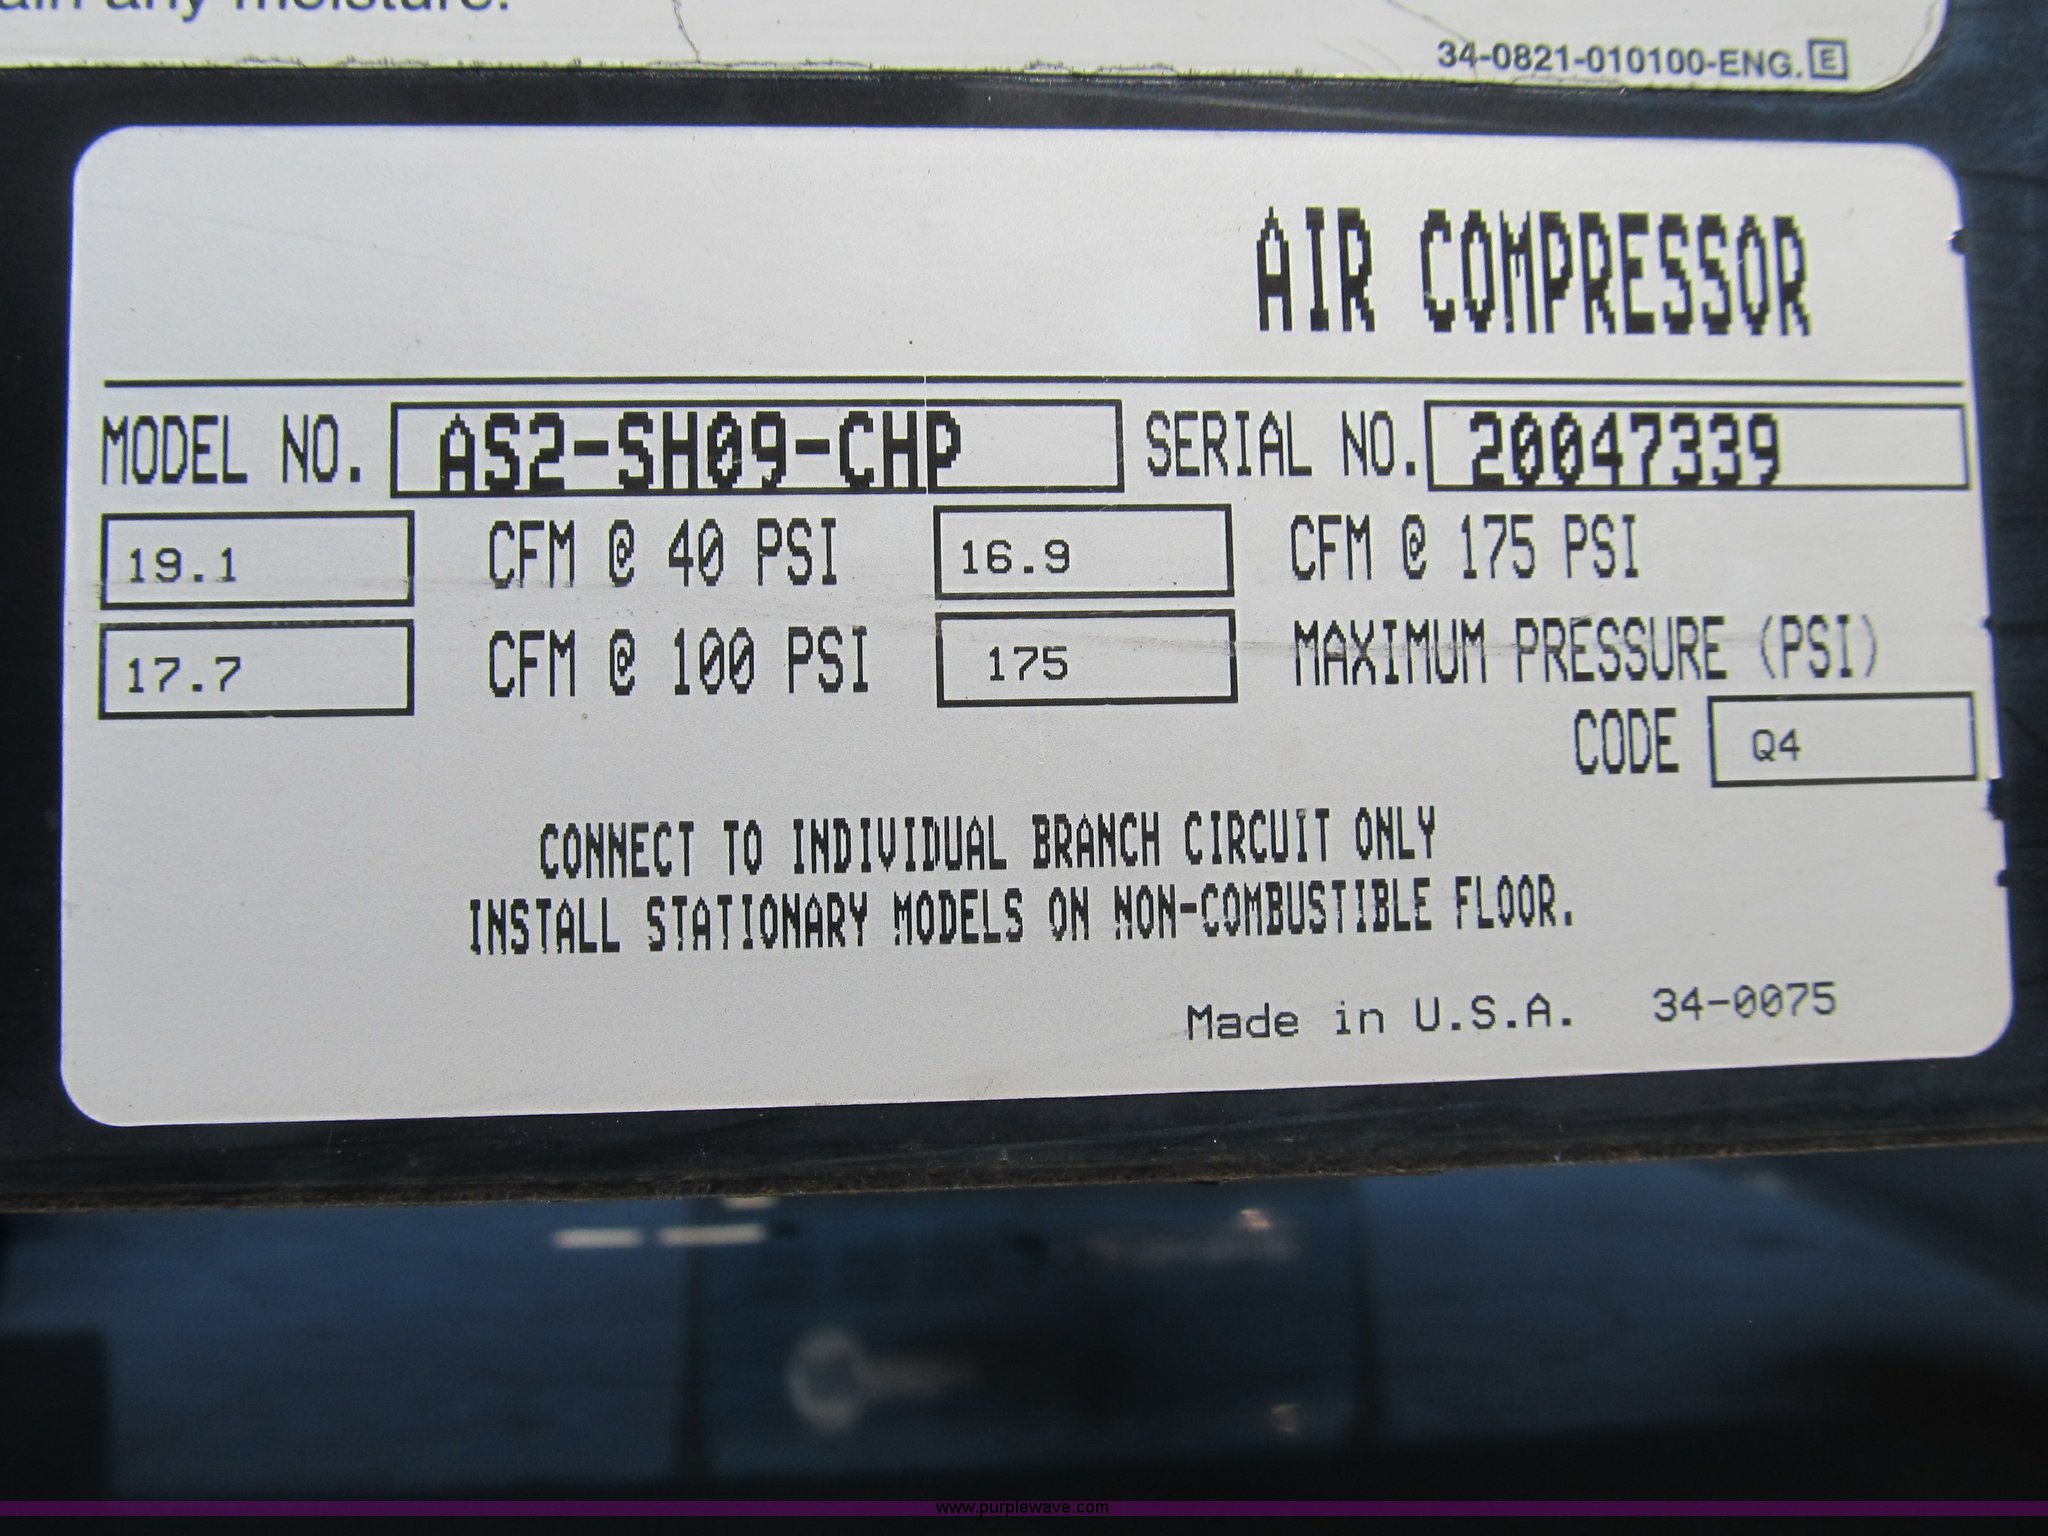 any moisture.
34-0821-010100-ENG. E
AIR COMPRESSOR
MODEL NO. AS2-SH09-CHP SERIAL NO. 20047339
19.1 CFM @ 40 PSI 16.9 CFM @ 175 PSI
17.7 CFM @ 100 PSI 175 MAXIMUM PRESSURE (PSI)
CODE Q4
CONNECT TO INDIVIDUAL BRANCH CIRCUIT ONLY
INSTALL STATIONARY MODELS ON NON-COMBUSTIBLE FLOOR.
Made in U.S.A. 34-0075
www.purplewave.com